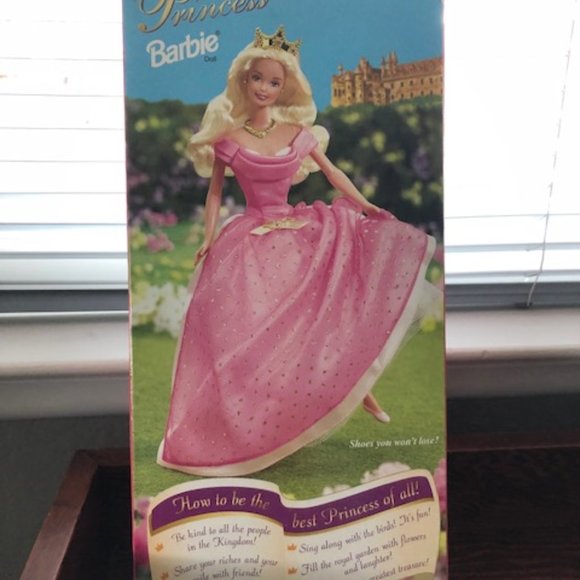 Princess
Barbie®
Doll
Shoes you won't lose!
How to be the best Princess of all!
Be kind to all the people
in the Kingdom!
Share your riches and your
with friends!
Sing along with the birds! It's fun!
Fill the royal garden with flowers
and laughter!
greatest treasure!